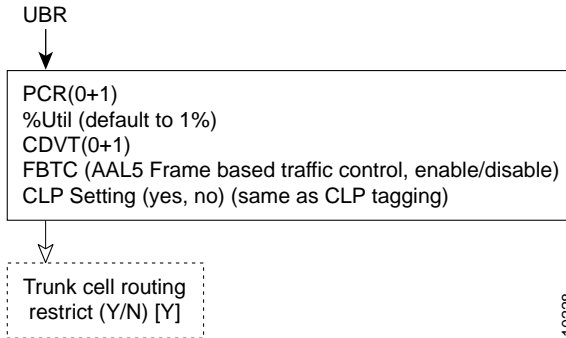 UBR
PCR(0+1)
%Util (default to 1%)
CDVT(0+1)
FBTC (AAL5 Frame based traffic control, enable/disable)
CLP Setting (yes, no) (same as CLP tagging)
Trunk cell routing
restrict (Y/N) [Y]